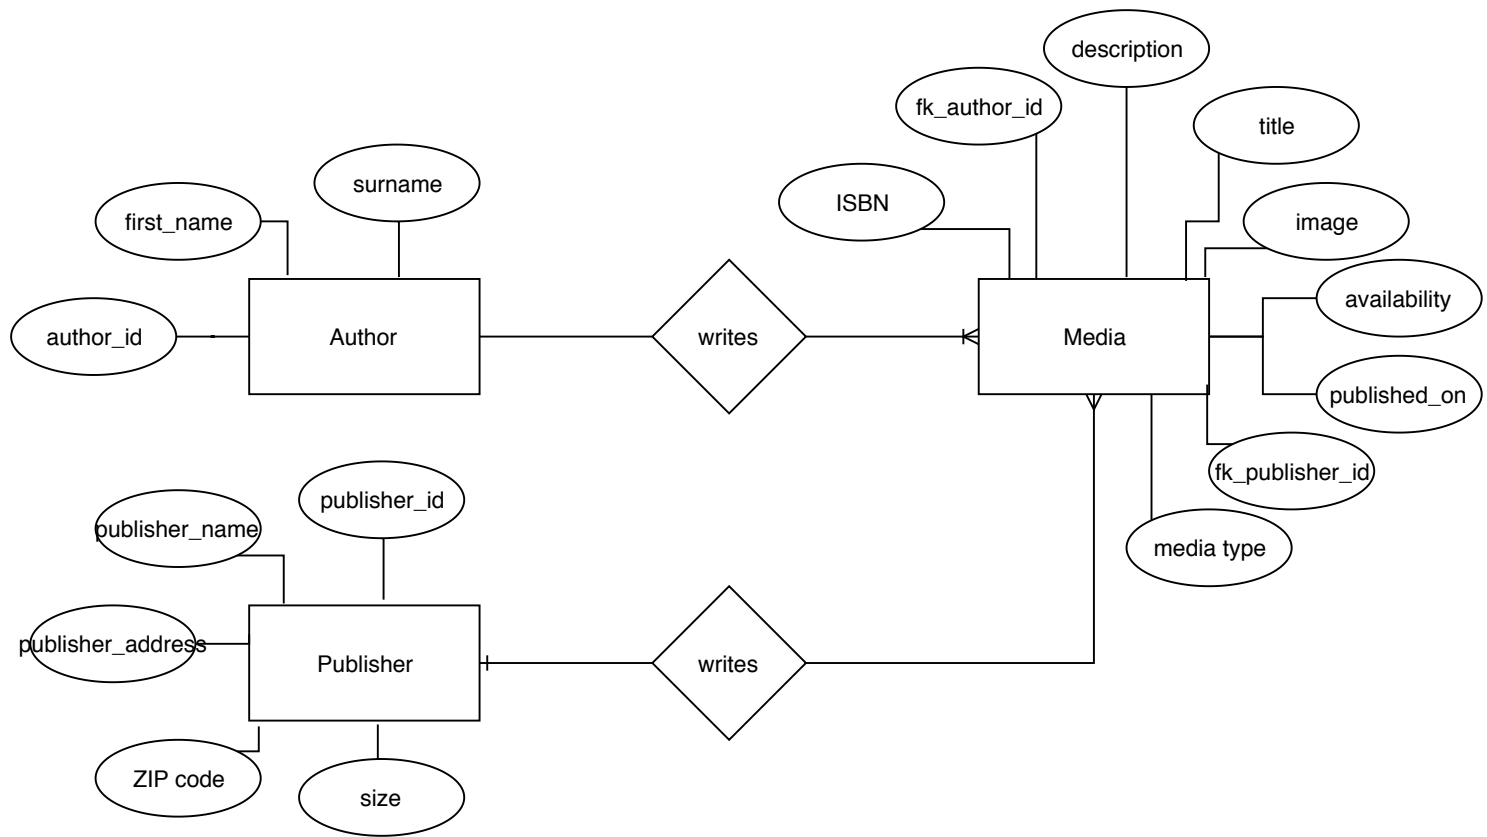 description
fk_author_id
title
surname
ISBN
first_name
image
availability
author_id
Author
writes
Media
published_on
fk_publisher_id
publisher_id
publisher_name
media type
publisher_address
Publisher
writes
ZIP code
size